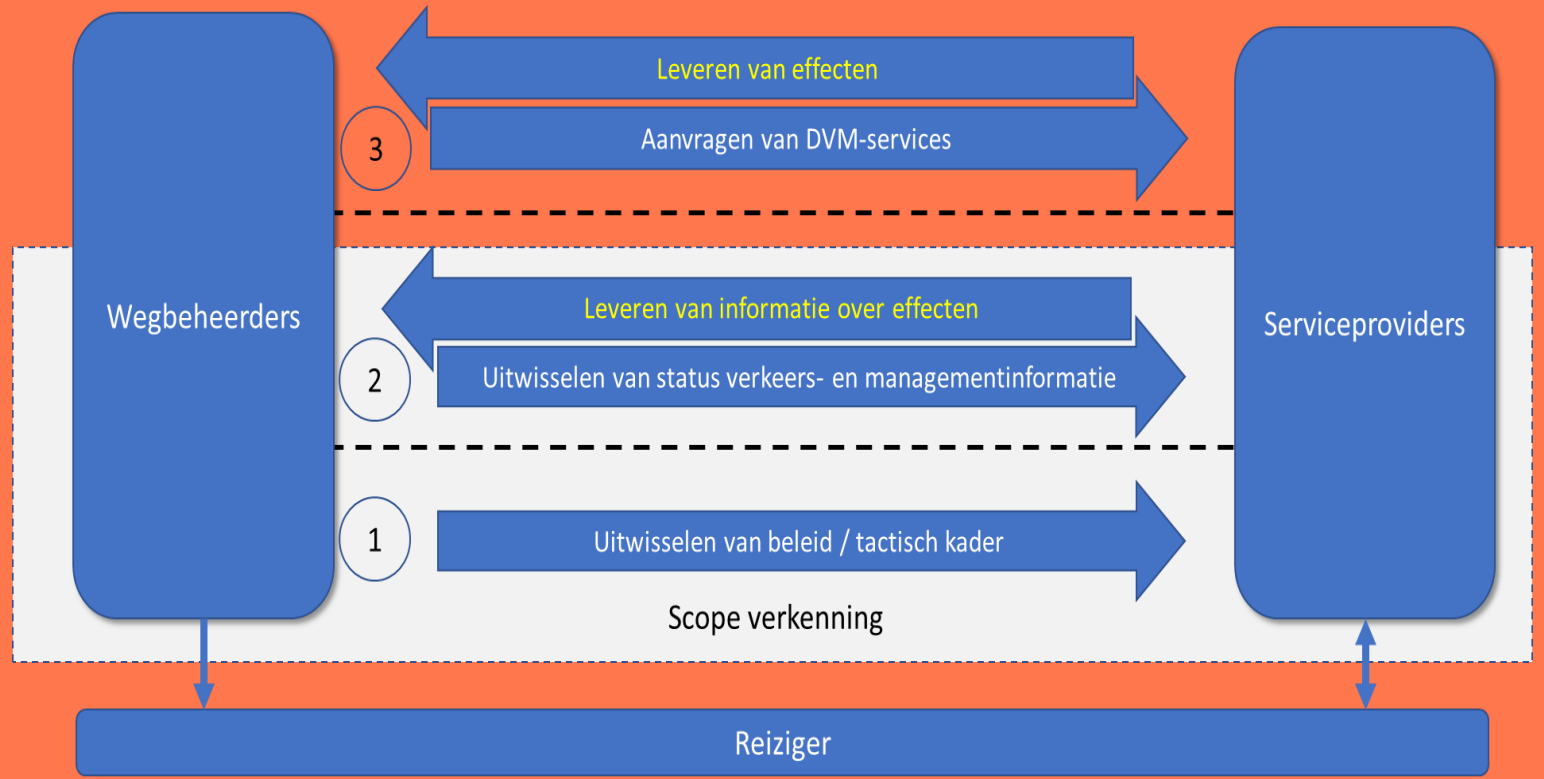 Leveren van effecten
Aanvragen van DVM-services
3
Wegbeheerders
Serviceproviders
Leveren van informatie over effecten
2
Uitwisselen van status verkeers- en managementinformatie
1
Uitwisselen van beleid / tactisch kader
Scope verkenning
Reiziger